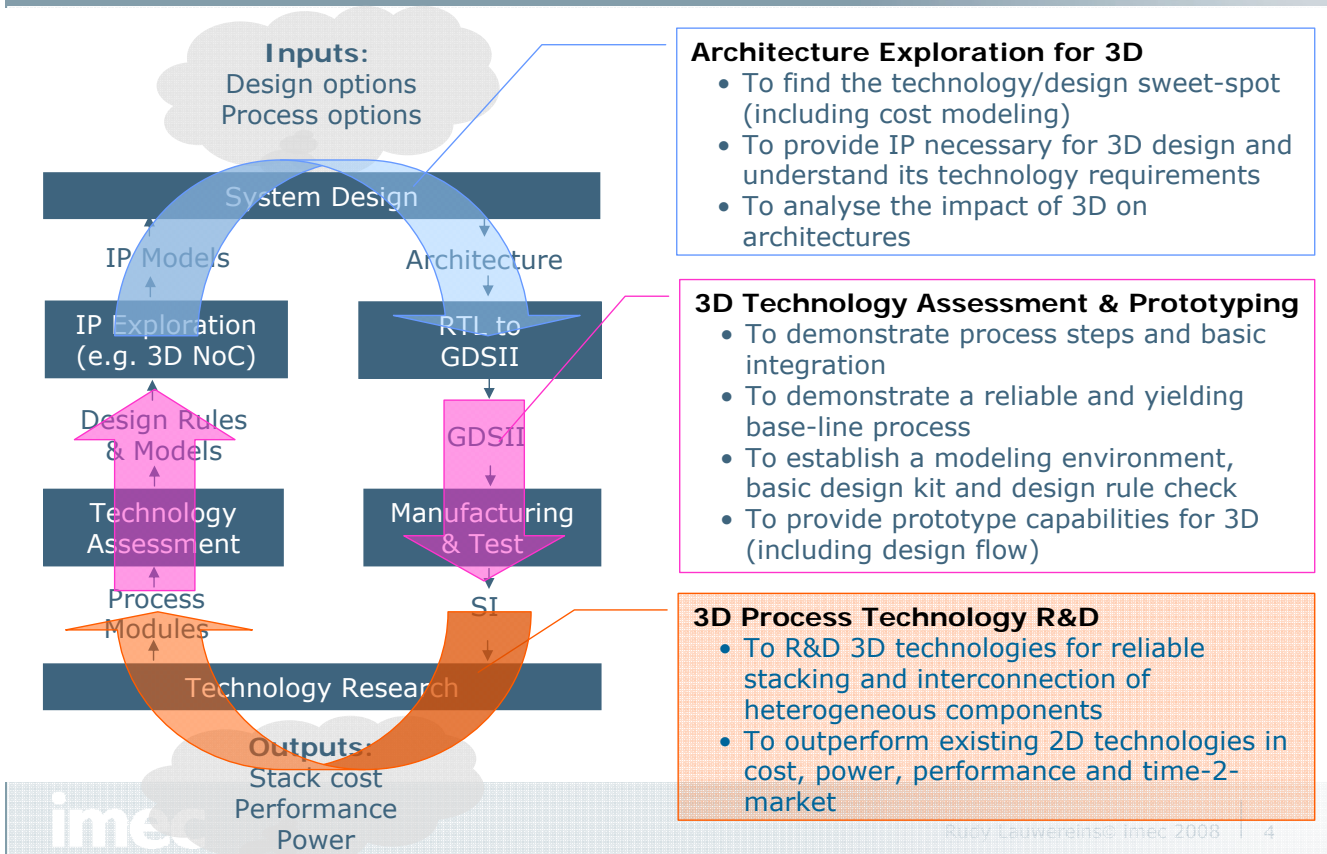 Inputs:
Design options
Process options
System Design
IP Models
Architecture
IP Exploration
(e.g. 3D NoC)
RTL to
GDSII
Design Rules
& Models
GDSII
Technology
Assessment
Manufacturing
& Test
Process
Modules
SI
Technology Research
Outputs:
Stack cost
Performance
Power
Architecture Exploration for 3D
• To find the technology/design sweet-spot
(including cost modeling)
• To provide IP necessary for 3D design and
understand its technology requirements
• To analyse the impact of 3D on
architectures
3D Technology Assessment & Prototyping
• To demonstrate process steps and basic
integration
• To demonstrate a reliable and yielding
base-line process
• To establish a modeling environment,
basic design kit and design rule check
• To provide prototype capabilities for 3D
(including design flow)
3D Process Technology R&D
• To R&D 3D technologies for reliable
stacking and interconnection of
heterogeneous components
• To outperform existing 2D technologies in
cost, power, performance and time-2-
market
imec
Rudy Lauwereins© imec 2008 | 4